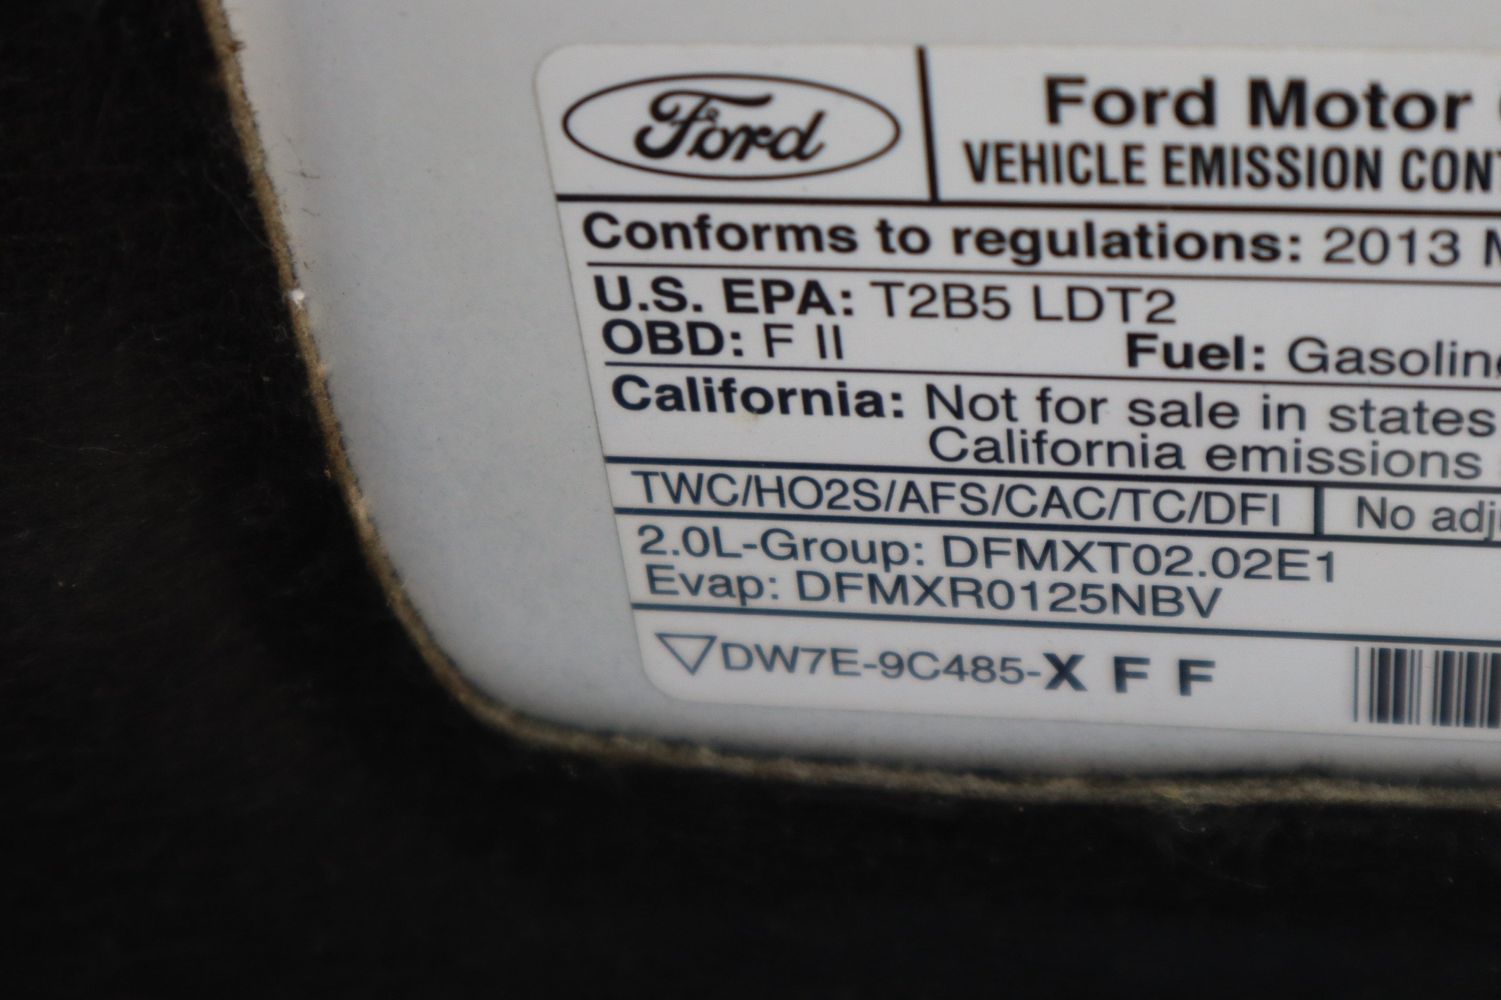 Ford
Ford Motor
VEHICLE EMISSION CONT
Conforms to regulations: 2013 M
U.S. EPA: T2B5 LDT2
OBD: F II Fuel: Gasoline
California: Not for sale in states
California emissions
TWC/HO2S/AFS/CAC/TC/DFI No adj
2.0L-Group: DFMXT02.02E1
Evap: DFMXR0125NBV
DW7E-9C485-X F F